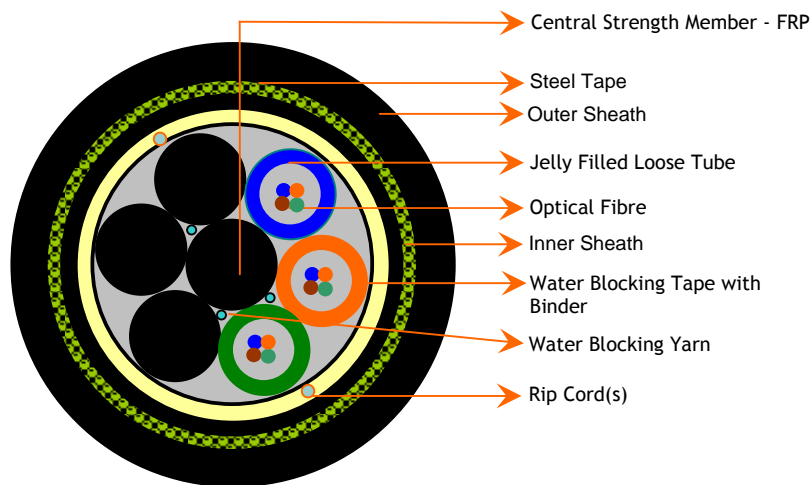 Central Strength Member - FRP
Steel Tape
Outer Sheath
Jelly Filled Loose Tube
Optical Fibre
Inner Sheath
Water Blocking Tape with
Binder
Water Blocking Yarn
Rip Cord(s)